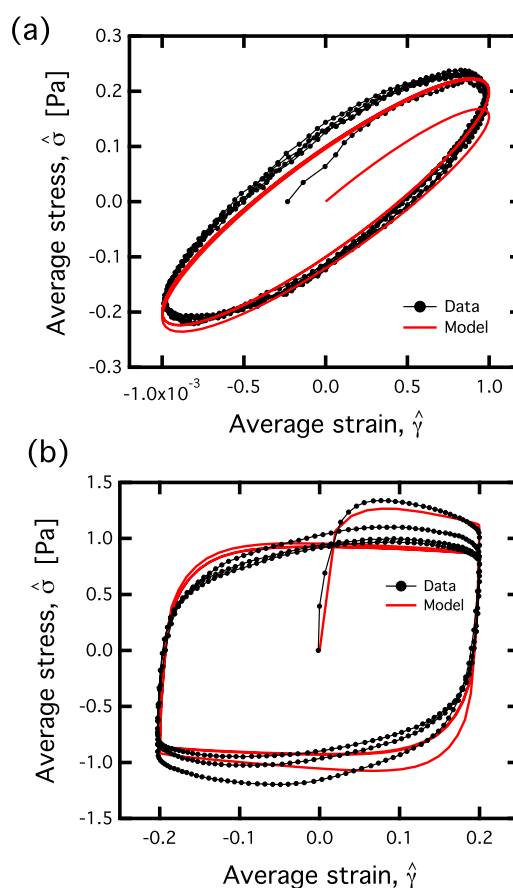 (a)
Average stress, σ̂ [Pa]
0.3
0.2
0.1
0.0
-0.1
-0.2
-0.3
Data
Model
-1.0x10⁻³
-0.5
0.0
0.5
1.0
Average strain, γ̂
(b)
Average stress, σ̂ [Pa]
1.5
1.0
0.5
0.0
-0.5
-1.0
-1.5
Data
Model
-0.2
-0.1
0.0
0.1
0.2
Average strain, γ̂